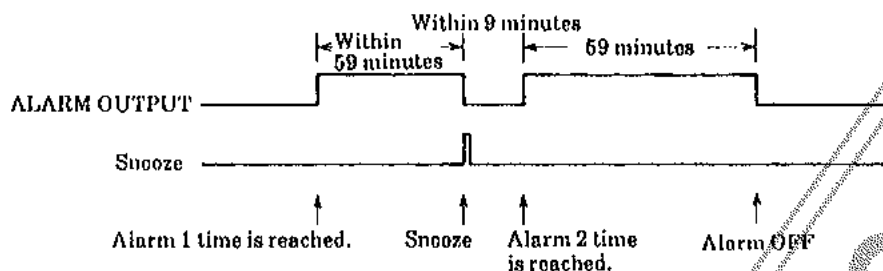 Within 9 minutes
Within
59 minutes
59 minutes
ALARM OUTPUT
Snooze
Alarm 1 time is reached.
Snooze
Alarm 2 time
is reached.
Alarm OFF